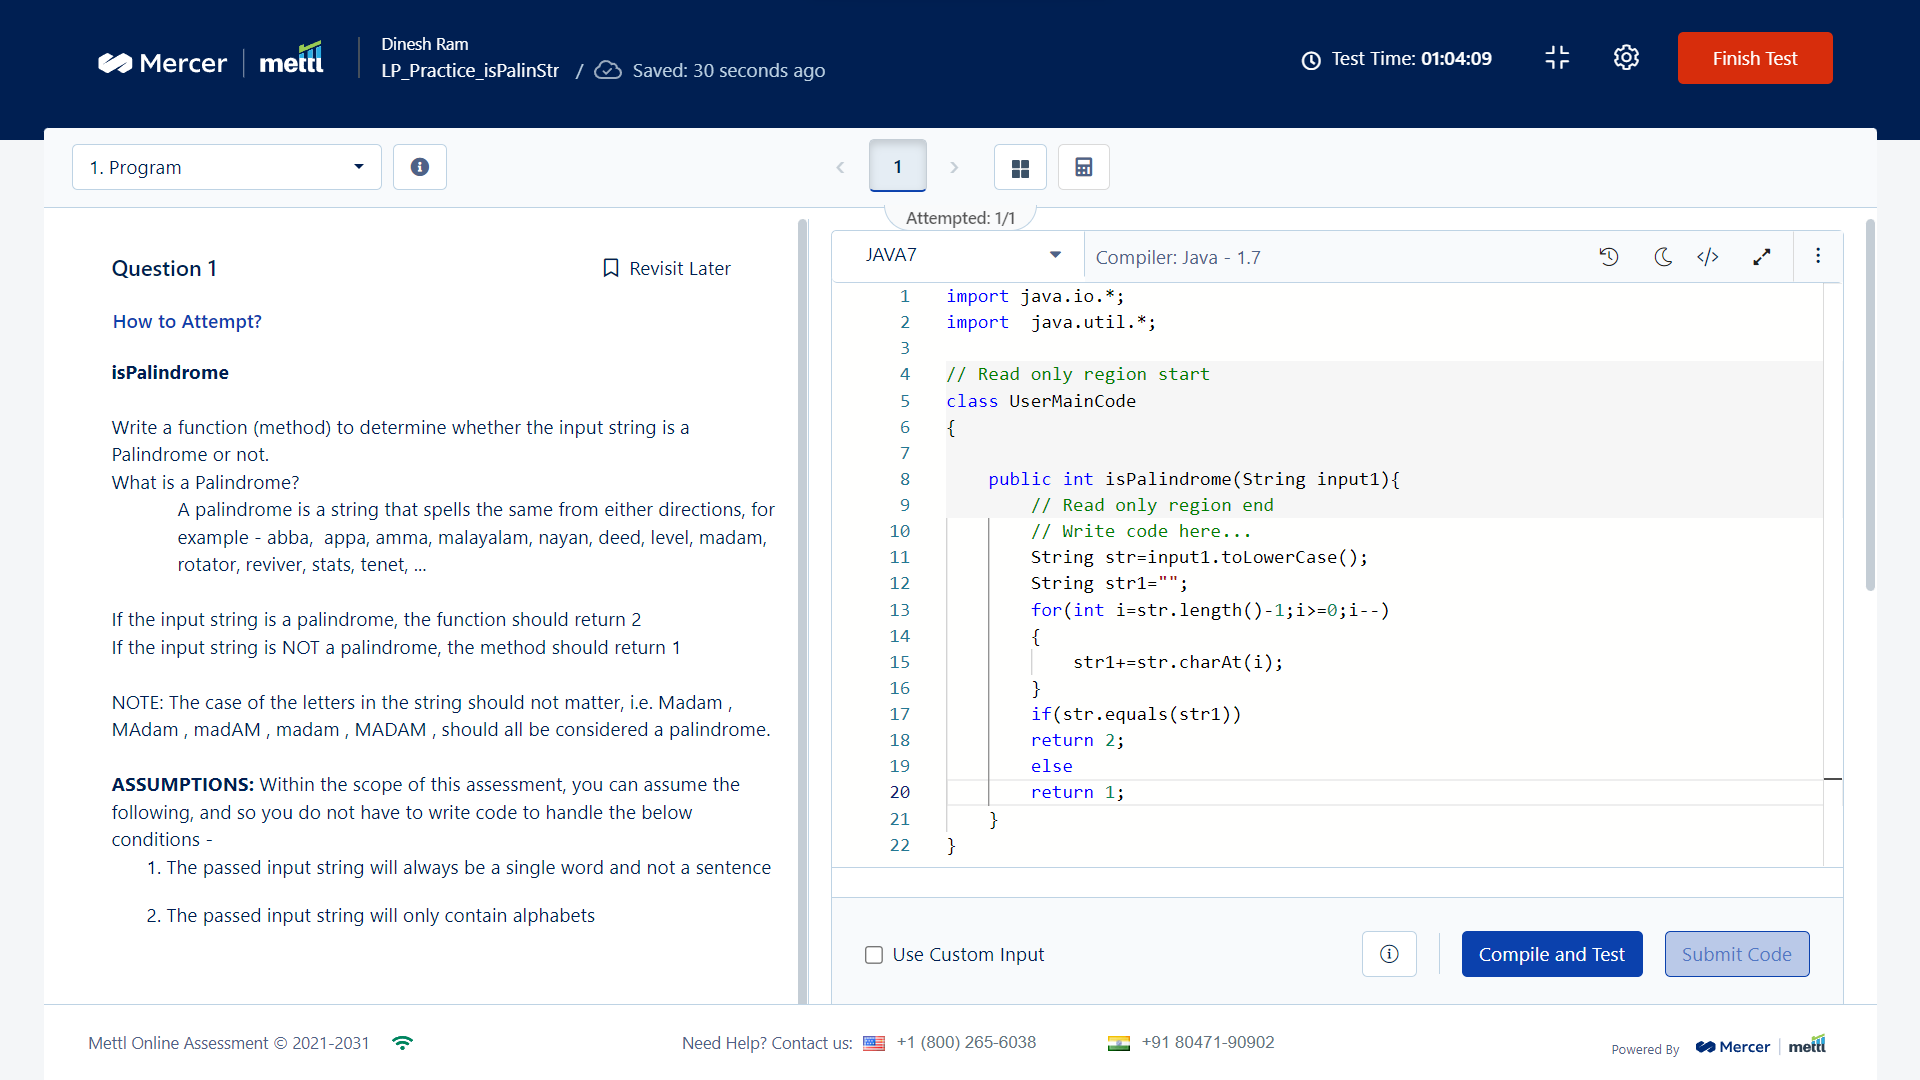 Mercer mettl
Dinesh Ram
LP_Practice_isPalinStr / Saved: 30 seconds ago
Test Time: 01:04:09
Finish Test
1. Program
1
Attempted: 1/1
Question 1
Revisit Later
How to Attempt?
isPalindrome
Write a function (method) to determine whether the input string is a
Palindrome or not.
What is a Palindrome?
A palindrome is a string that spells the same from either directions, for
example - abba,  appa, amma, malayalam, nayan, deed, level, madam,
rotator, reviver, stats, tenet, ...
If the input string is a palindrome, the function should return 2
If the input string is NOT a palindrome, the method should return 1
NOTE: The case of the letters in the string should not matter, i.e. Madam ,
MAdam , madAM , madam , MADAM , should all be considered a palindrome.
ASSUMPTIONS: Within the scope of this assessment, you can assume the
following, and so you do not have to write code to handle the below
conditions -
1. The passed input string will always be a single word and not a sentence
2. The passed input string will only contain alphabets
JAVA7
Compiler: Java - 1.7
1 import java.io.*;
2 import  java.util.*;
3
4 // Read only region start
5 class UserMainCode
6 {
7
8     public int isPalindrome(String input1){
9         // Read only region end
10         // Write code here...
11         String str=input1.toLowerCase();
12         String str1="";
13         for(int i=str.length()-1;i>=0;i--)
14         {
15             str1+=str.charAt(i);
16         }
17         if(str.equals(str1))
18         return 2;
19         else
20         return 1;
21     }
22 }
Use Custom Input
Compile and Test
Submit Code
Mettl Online Assessment © 2021-2031
Need Help? Contact us: +1 (800) 265-6038
+91 80471-90902
Powered By Mercer mettl